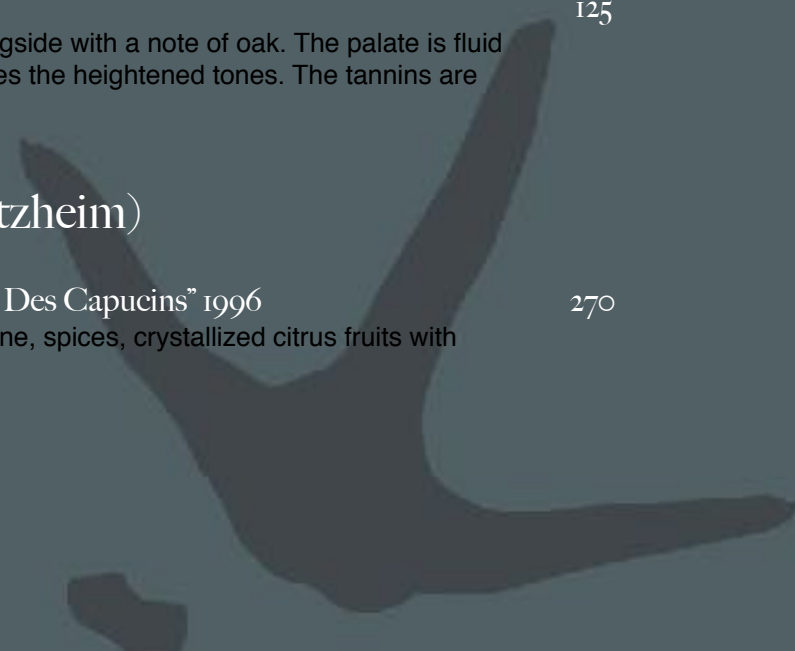 125
gside with a note of oak. The palate is fluid
es the heightened tones. The tannins are
tzheim)
Des Capucins” 1996 270
ne, spices, crystallized citrus fruits with